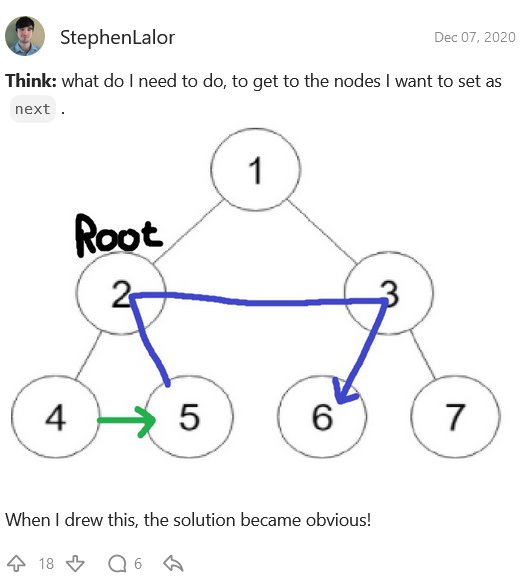 StephenLalor
Dec 07, 2020
Think: what do I need to do, to get to the nodes I want to set as
next .
1
Root
2 3
4 5 6 7
When I drew this, the solution became obvious!
18 6